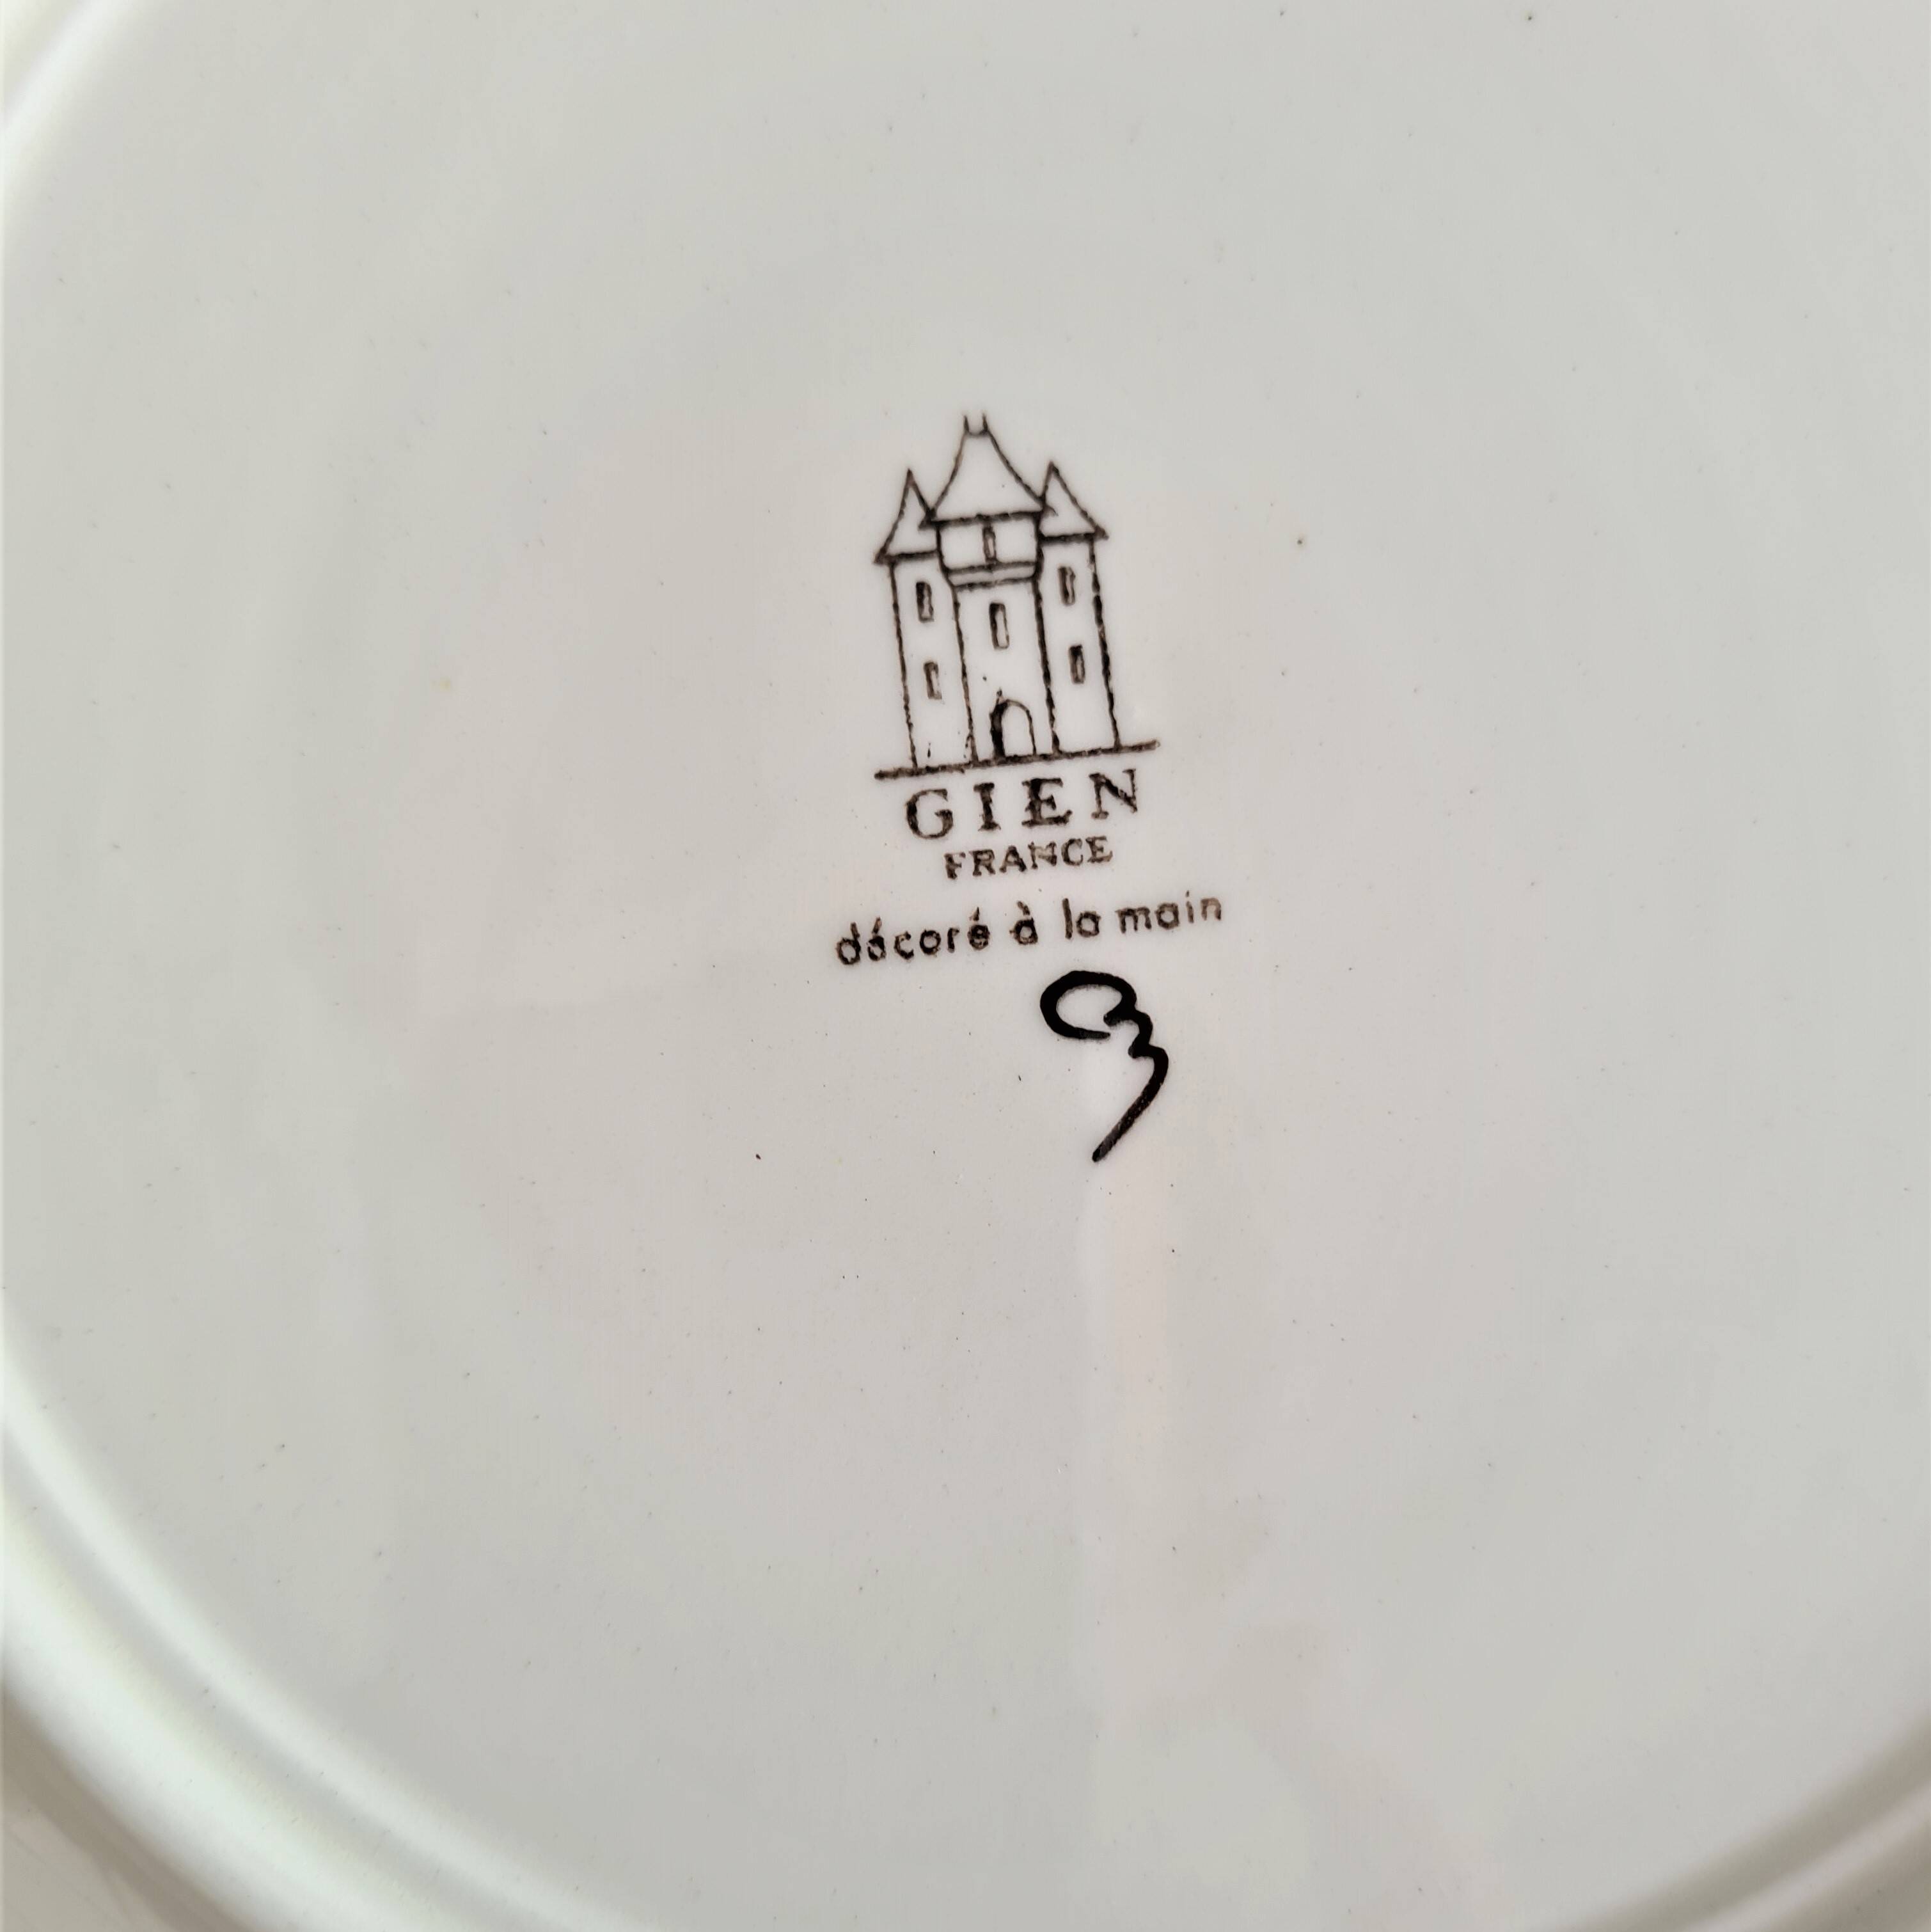 GIEN
FRANCE
décoré à la main